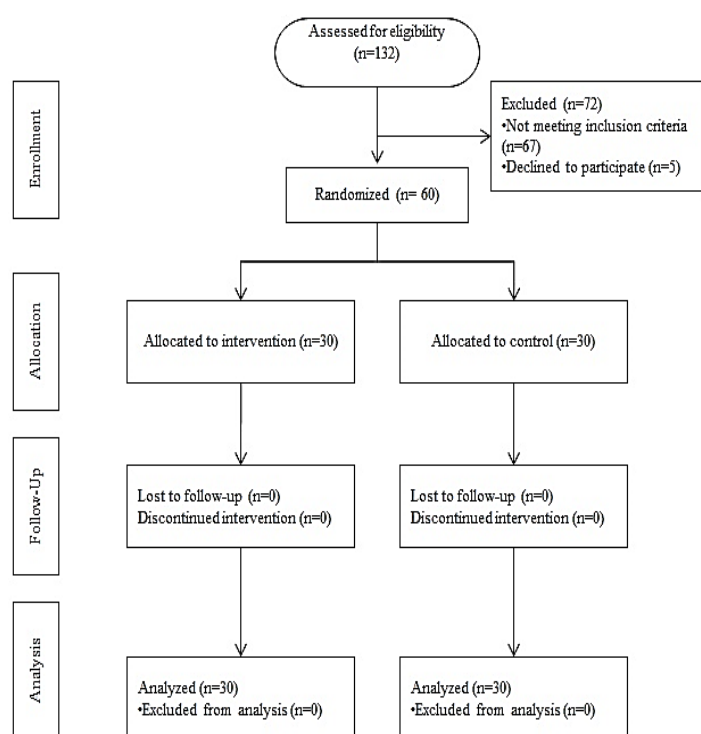 Assessed for eligibility
(n=132)
Enrollment
Excluded (n=72)
•Not meeting inclusion criteria
(n=67)
•Declined to participate (n=5)
Randomized (n= 60)
Allocation
Allocated to intervention (n=30)
Allocated to control (n=30)
Follow-Up
Lost to follow-up (n=0)
Discontinued intervention (n=0)
Lost to follow-up (n=0)
Discontinued intervention (n=0)
Analysis
Analyzed (n=30)
•Excluded from analysis (n=0)
Analyzed (n=30)
•Excluded from analysis (n=0)